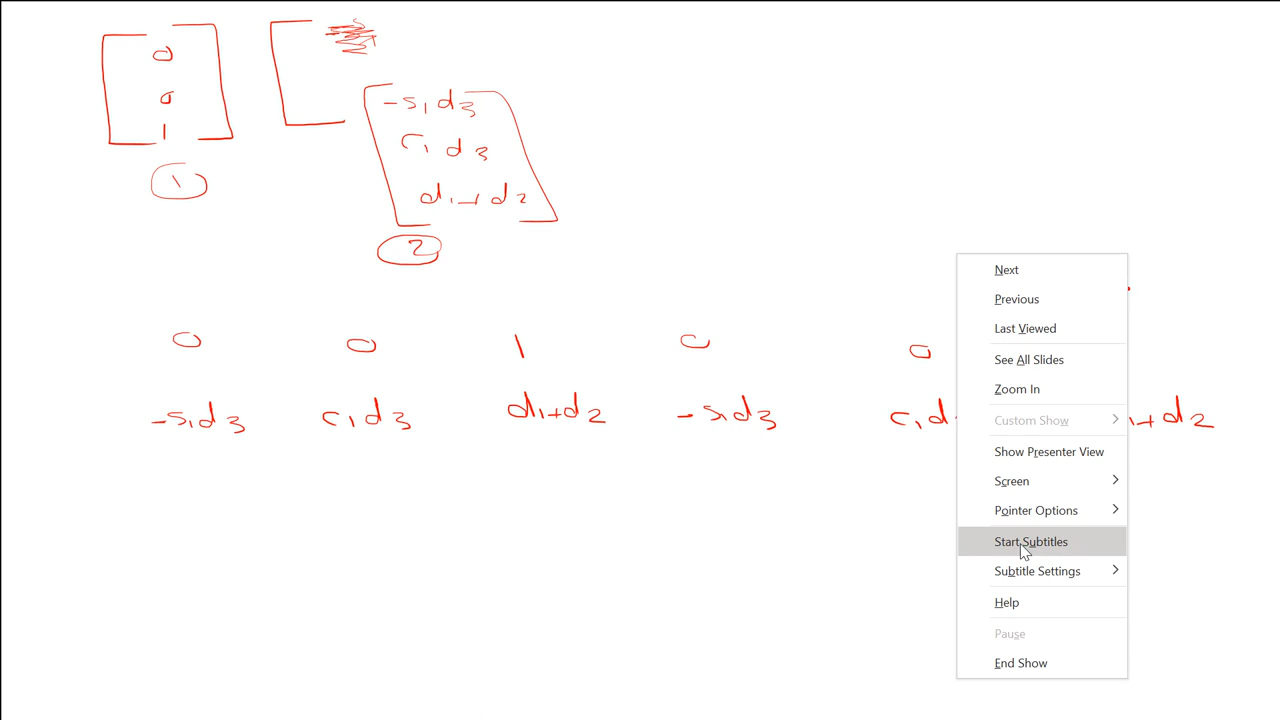 0
0
1
1
-s1d3
c1d3
d1+d2
2
0 0 1 0 0
-s1d3 c1d3 d1+d2 -s1d3 c1d 1+d2
Next
Previous
Last Viewed
See All Slides
Zoom In
Custom Show
Show Presenter View
Screen
Pointer Options
Start Subtitles
Subtitle Settings
Help
Pause
End Show